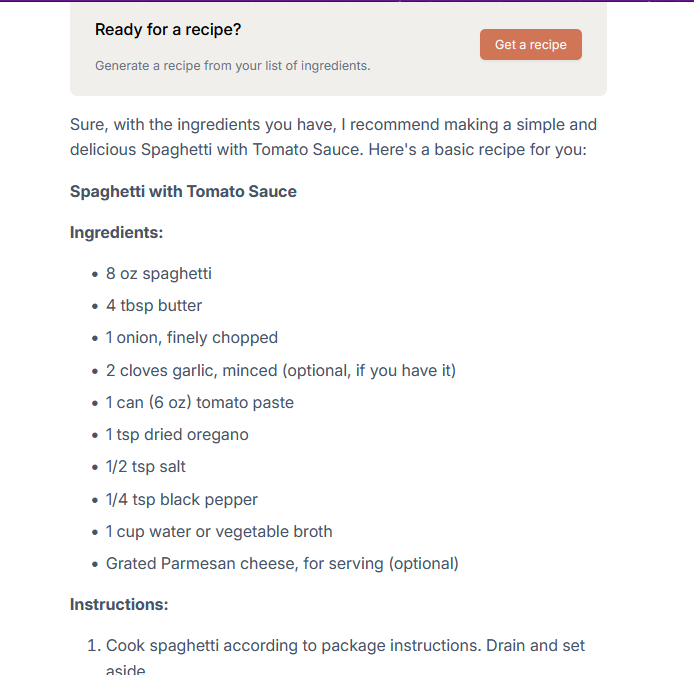 Ready for a recipe?
Get a recipe
Generate a recipe from your list of ingredients.
Sure, with the ingredients you have, I recommend making a simple and
delicious Spaghetti with Tomato Sauce. Here's a basic recipe for you:
Spaghetti with Tomato Sauce
Ingredients:
• 8 oz spaghetti
• 4 tbsp butter
• 1 onion, finely chopped
• 2 cloves garlic, minced (optional, if you have it)
• 1 can (6 oz) tomato paste
• 1 tsp dried oregano
• 1/2 tsp salt
• 1/4 tsp black pepper
• 1 cup water or vegetable broth
• Grated Parmesan cheese, for serving (optional)
Instructions:
1. Cook spaghetti according to package instructions. Drain and set
aside